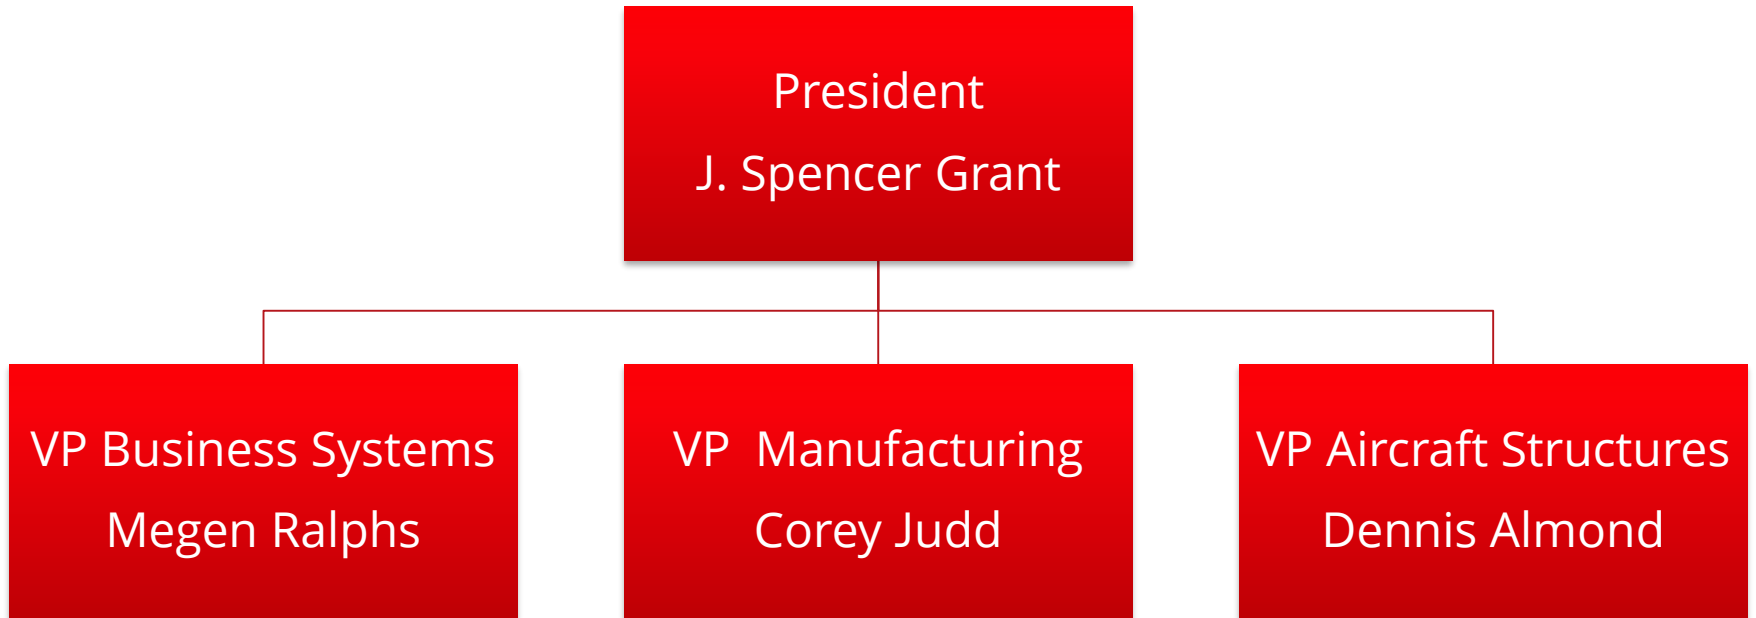 President
J. Spencer Grant
VP Business Systems
Megen Ralphs
VP  Manufacturing
Corey Judd
VP Aircraft Structures
Dennis Almond